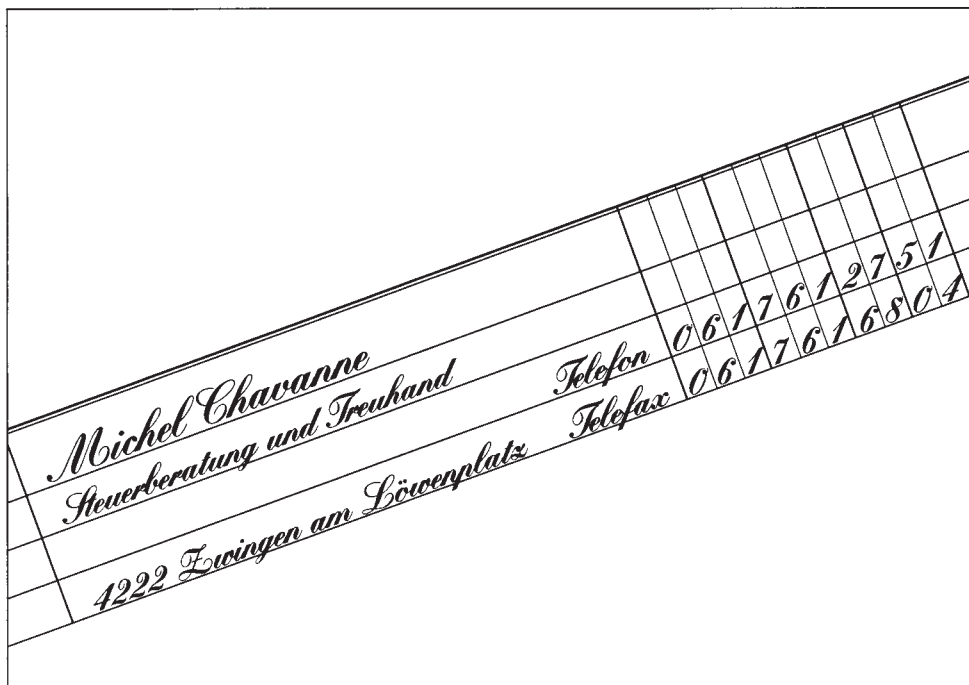 Michel Chavanne
Steuerberatung und Treuhand
Telefon 061 761 27 51
4222 Zwingen am Löwenplatz Telefax 061 761 68 04